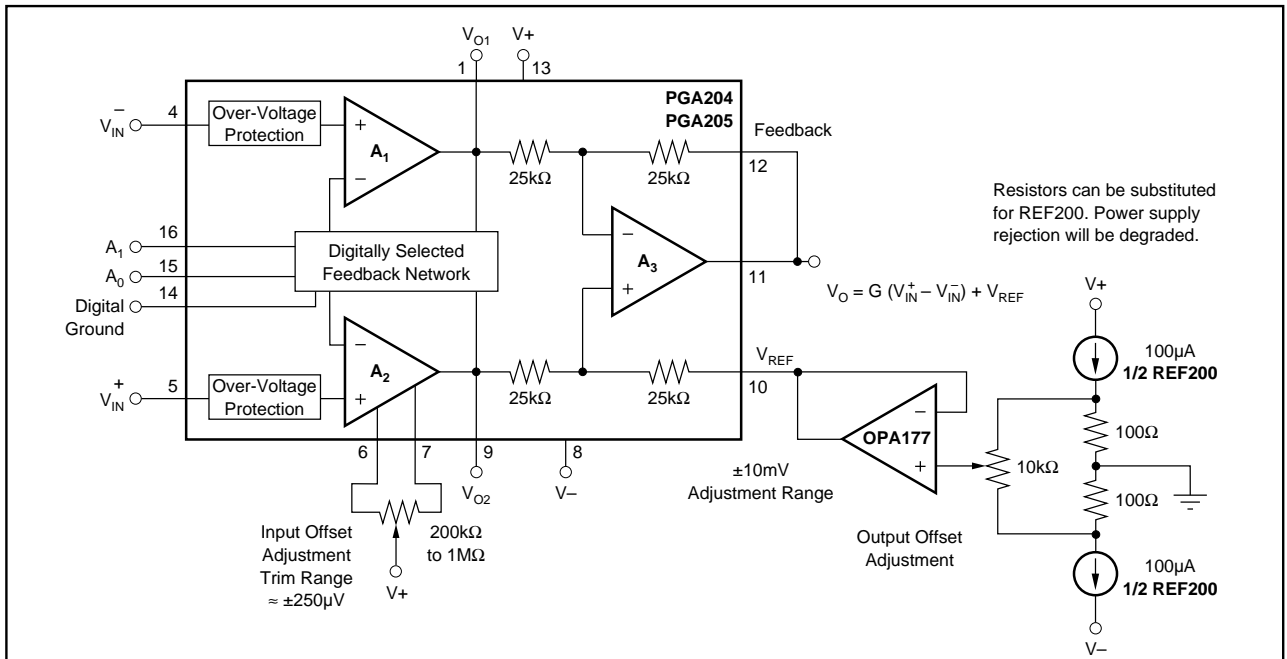 V_O1
V+
1
13
PGA204
PGA205
–
V_IN
4
Over-Voltage
Protection
+
A_1
–
25kΩ
25kΩ
Feedback
12
A_1
16
A_0
15
14
Digital
Ground
Digitally Selected
Feedback Network
–
A_3
+
11
V_O = G (V_IN^+ – V_IN^–) + V_REF
Resistors can be substituted
for REF200. Power supply
rejection will be degraded.
V+
100µA
1/2 REF200
–
A_2
+
+
V_IN
5
Over-Voltage
Protection
25kΩ
25kΩ
V_REF
10
–
OPA177
+
10kΩ
100Ω
100Ω
6
7
9
8
V_O2
V–
±10mV
Adjustment Range
Output Offset
Adjustment
100µA
1/2 REF200
V–
Input Offset
Adjustment
Trim Range
≈ ±250µV
200kΩ
to 1MΩ
V+